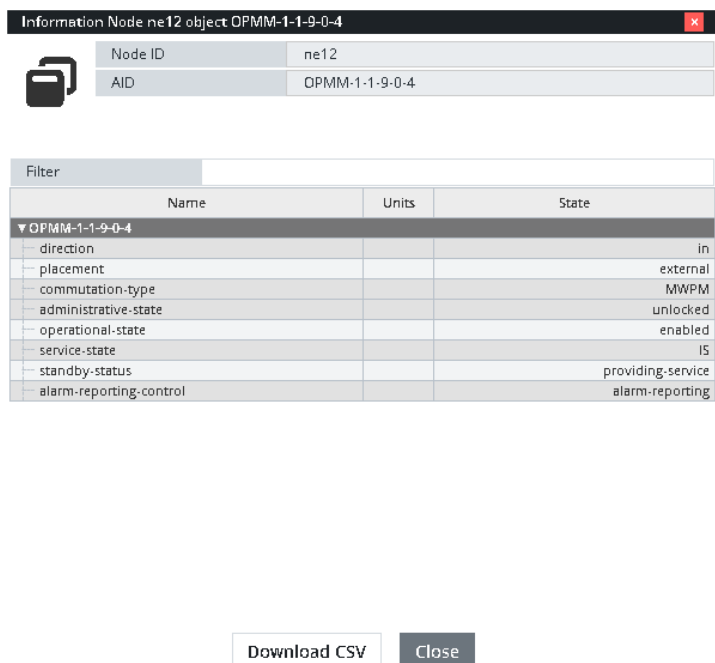 Information Node ne12 object OPMM-1-1-9-0-4 x
Node ID ne12
AID OPMM-1-1-9-0-4
Filter
Name Units State
▼OPMM-1-1-9-0-4
direction in
placement external
commutation-type MWPM
administrative-state unlocked
operational-state enabled
service-state IS
standby-status providing-service
alarm-reporting-control alarm-reporting
Download CSV Close